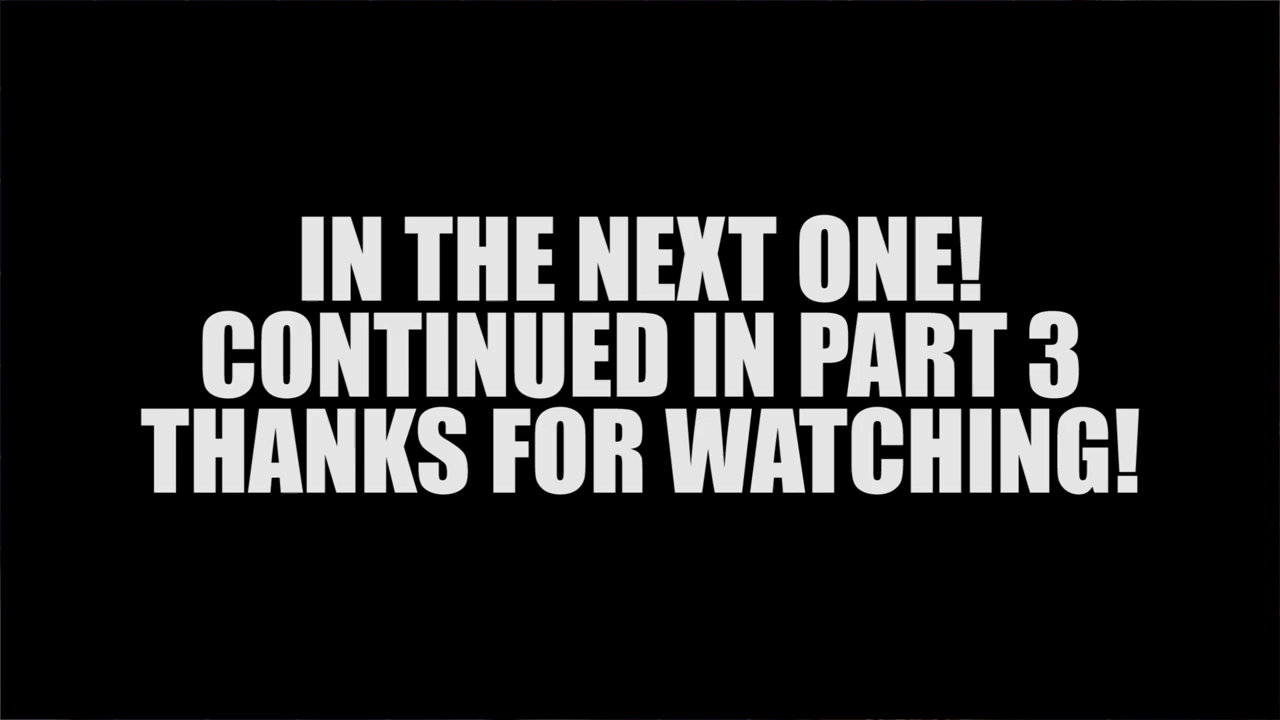 IN THE NEXT ONE!
CONTINUED IN PART 3
THANKS FOR WATCHING!